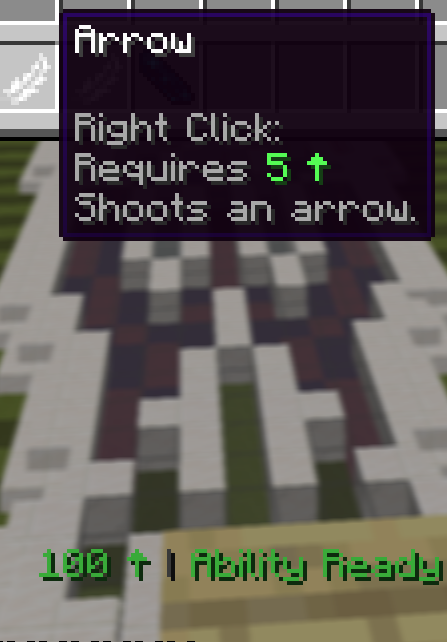 Arrow
Right Click:
Requires 5 ↑
Shoots an arrow.
100 ↑ | Ability Ready